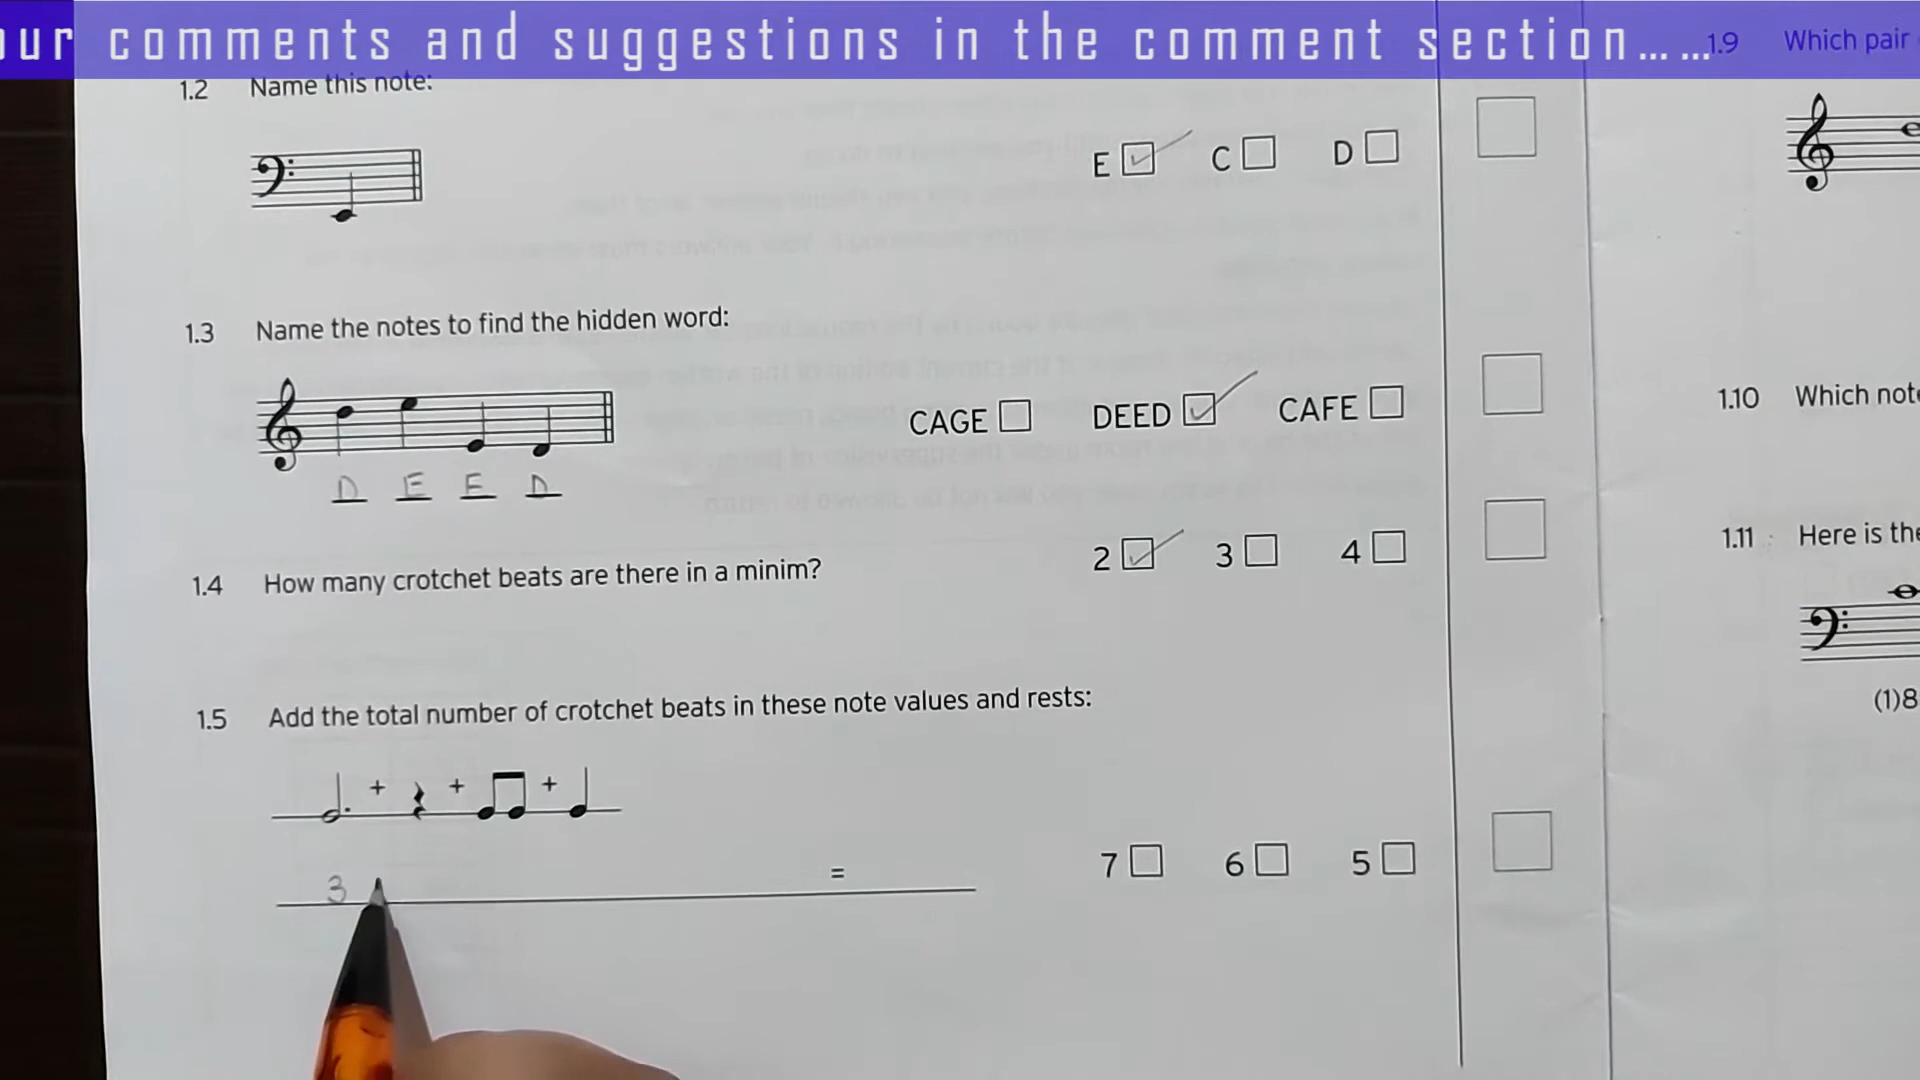 ur comments and suggestions in the comment section... ...
1.9 Which pair
1.2 Name this note:
E C D
1.3 Name the notes to find the hidden word:
CAGE DEED CAFE
D E E D
1.10 Which note
1.4 How many crotchet beats are there in a minim?
2 3 4
1.11 Here is the
1.5 Add the total number of crotchet beats in these note values and rests:
+ + +
(1)8
3 =
7 6 5